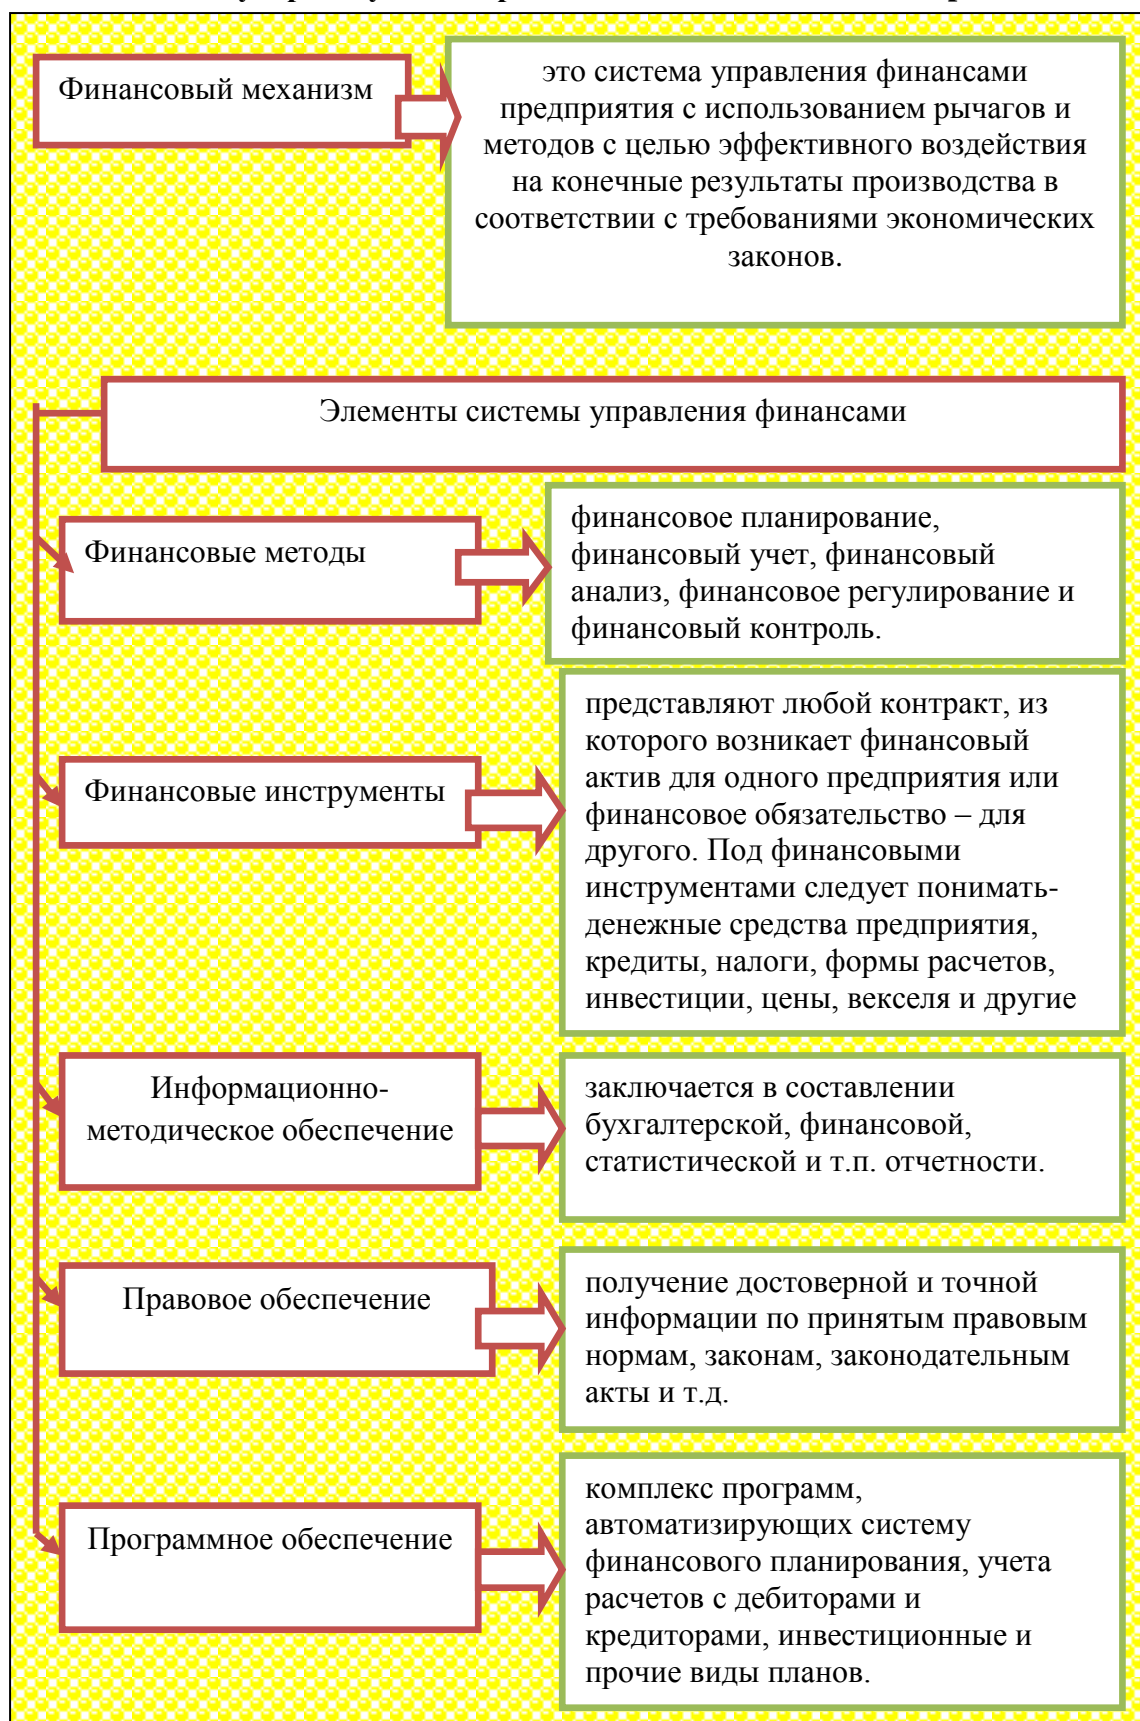 Финансовый механизм
это система управления финансами
предприятия с использованием рычагов и
методов с целью эффективного воздействия
на конечные результаты производства в
соответствии с требованиями экономических
законов.
Элементы системы управления финансами
Финансовые методы
финансовое планирование,
финансовый учет, финансовый
анализ, финансовое регулирование и
финансовый контроль.
Финансовые инструменты
представляют любой контракт, из
которого возникает финансовый
актив для одного предприятия или
финансовое обязательство – для
другого. Под финансовыми
инструментами следует понимать-
денежные средства предприятия,
кредиты, налоги, формы расчетов,
инвестиции, цены, векселя и другие
Информационно-
методическое обеспечение
заключается в составлении
бухгалтерской, финансовой,
статистической и т.п. отчетности.
Правовое обеспечение
получение достоверной и точной
информации по принятым правовым
нормам, законам, законодательным
акты и т.д.
Программное обеспечение
комплекс программ,
автоматизирующих систему
финансового планирования, учета
расчетов с дебиторами и
кредиторами, инвестиционные и
прочие виды планов.